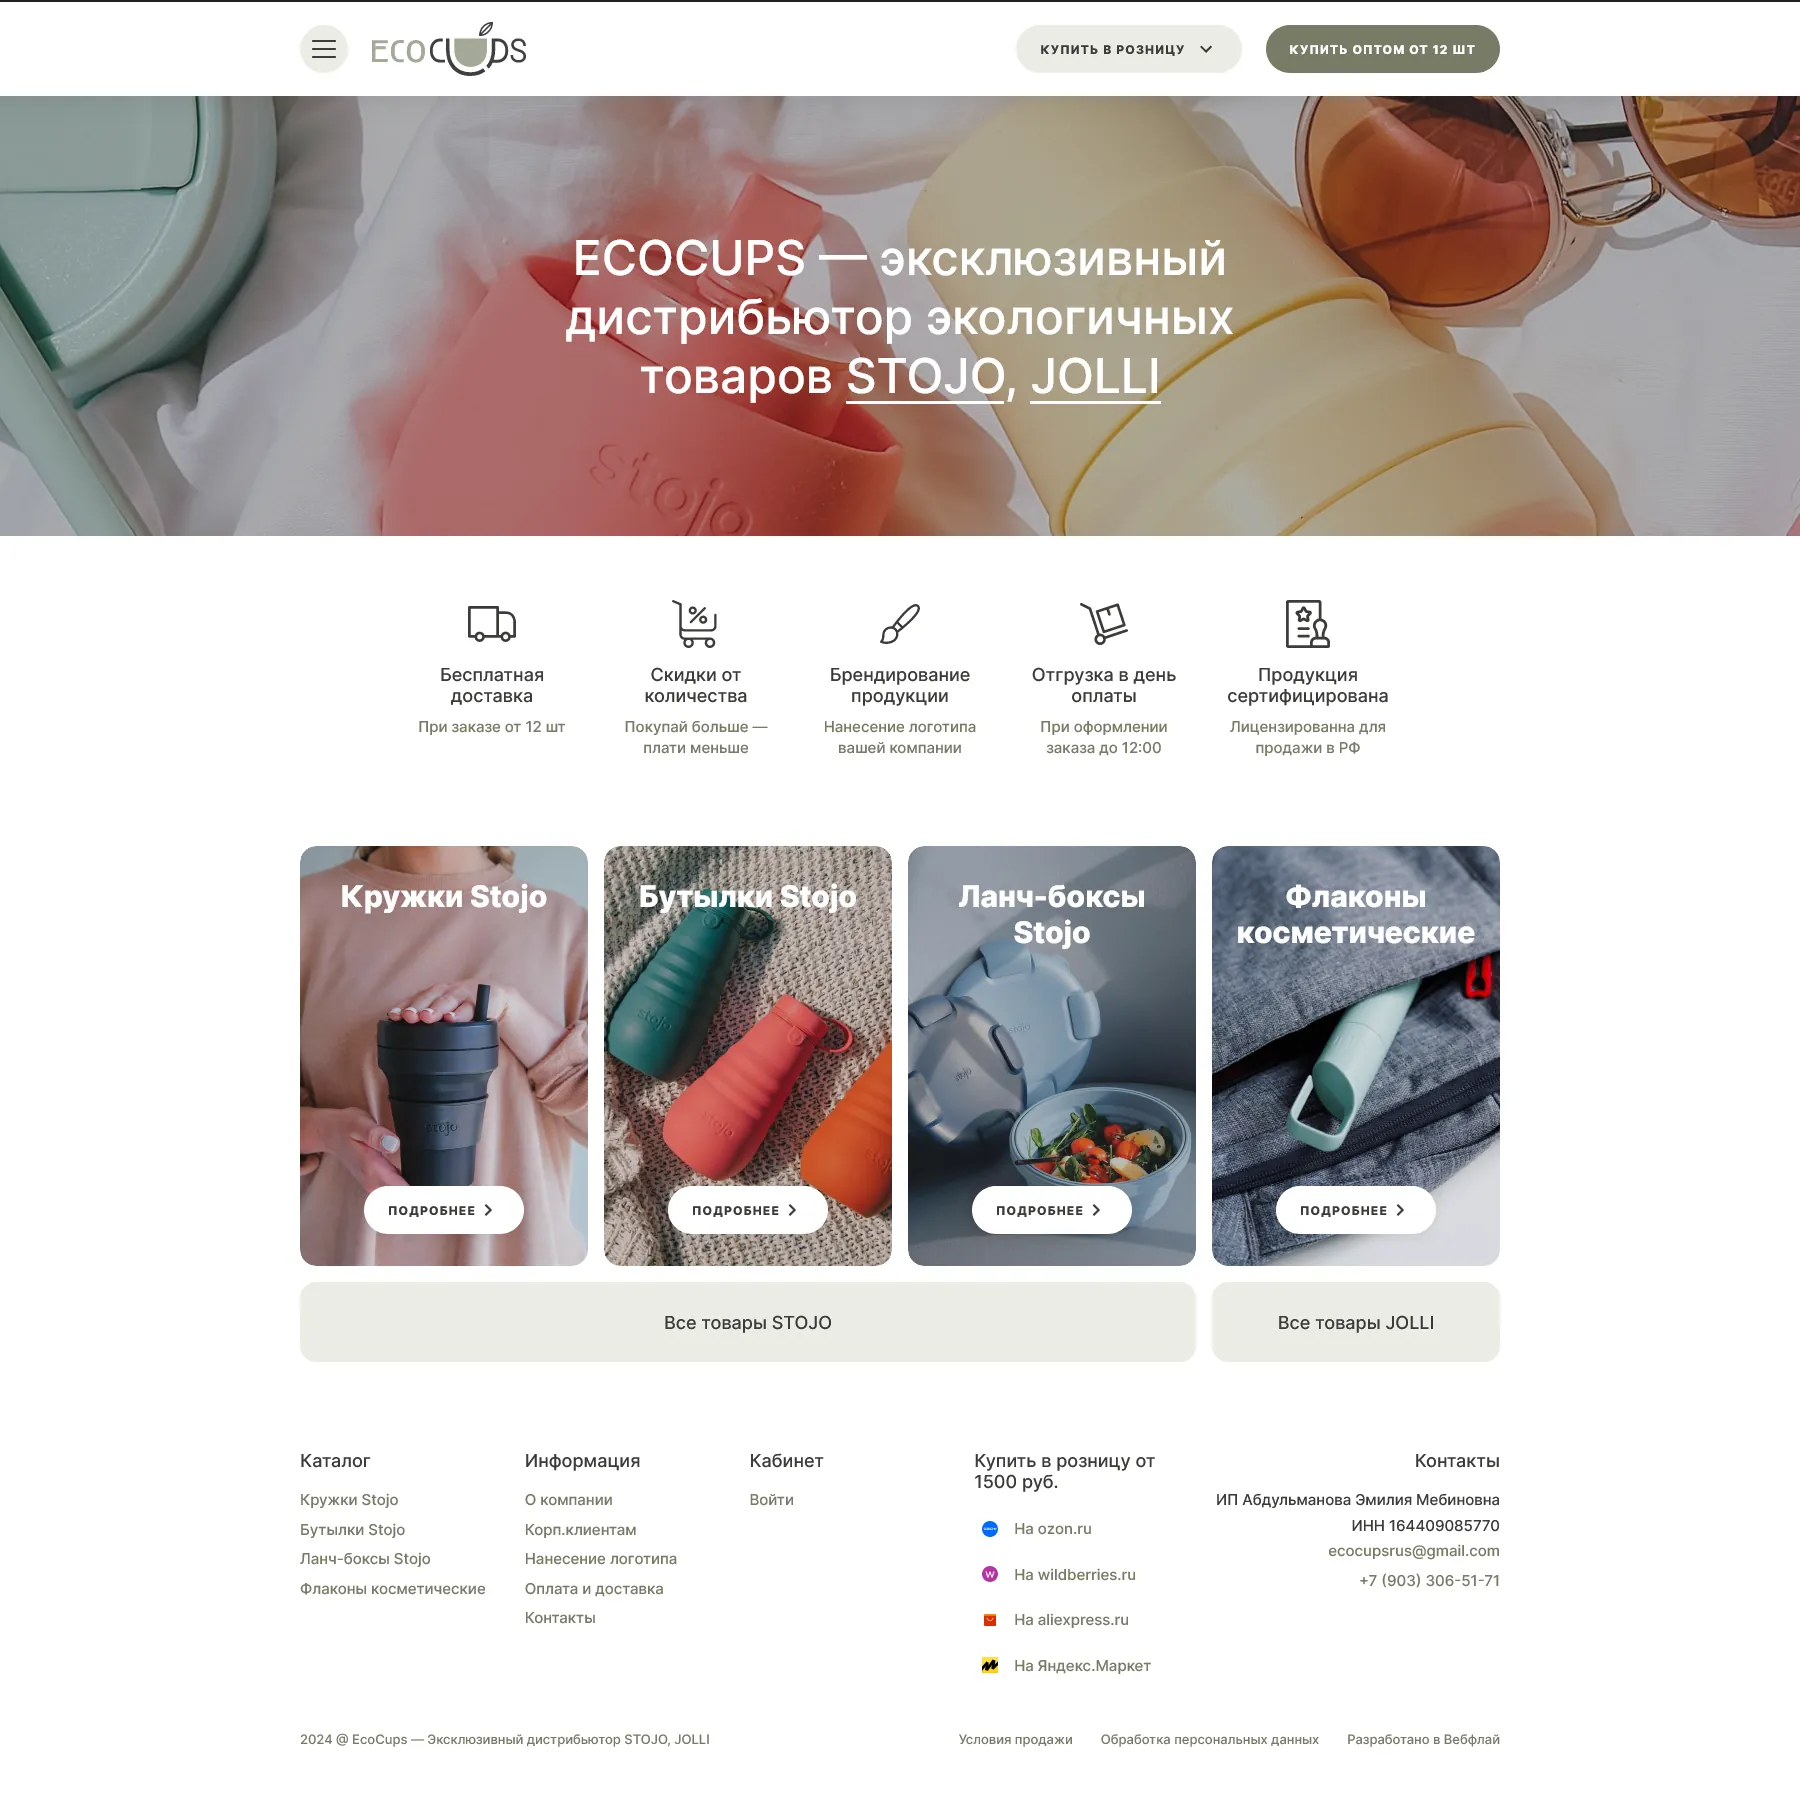 ECOCUPS
КУПИТЬ В РОЗНИЦУ
КУПИТЬ ОПТОМ ОТ 12 ШТ
ECOCUPS — эксклюзивный
дистрибьютор экологичных
товаров STOJO, JOLLI
stojo
Бесплатная
доставка
При заказе от 12 шт
Скидки от
количества
Покупай больше —
плати меньше
Брендирование
продукции
Нанесение логотипа
вашей компании
Отгрузка в день
оплаты
При оформлении
заказа до 12:00
Продукция
сертифицирована
Лицензированна для
продажи в РФ
Кружки Stojo
stojo
ПОДРОБНЕЕ
Бутылки Stojo
stojo
stojo
stojo
ПОДРОБНЕЕ
Ланч-боксы
Stojo
stojo
stojo
ПОДРОБНЕЕ
Флаконы
косметические
ПОДРОБНЕЕ
Все товары STOJO
Все товары JOLLI
Каталог
Кружки Stojo
Бутылки Stojo
Ланч-боксы Stojo
Флаконы косметические
Информация
О компании
Корп.клиентам
Нанесение логотипа
Оплата и доставка
Контакты
Кабинет
Войти
Купить в розницу от
1500 руб.
На ozon.ru
W
На wildberries.ru
На aliexpress.ru
На Яндекс.Маркет
Контакты
ИП Абдульманова Эмилия Мебиновна
ИНН 164409085770
ecocupsrus@gmail.com
+7 (903) 306-51-71
2024 @ EcoCups — Эксклюзивный дистрибьютор STOJO, JOLLI
Условия продажи
Обработка персональных данных
Разработано в Вебфлай